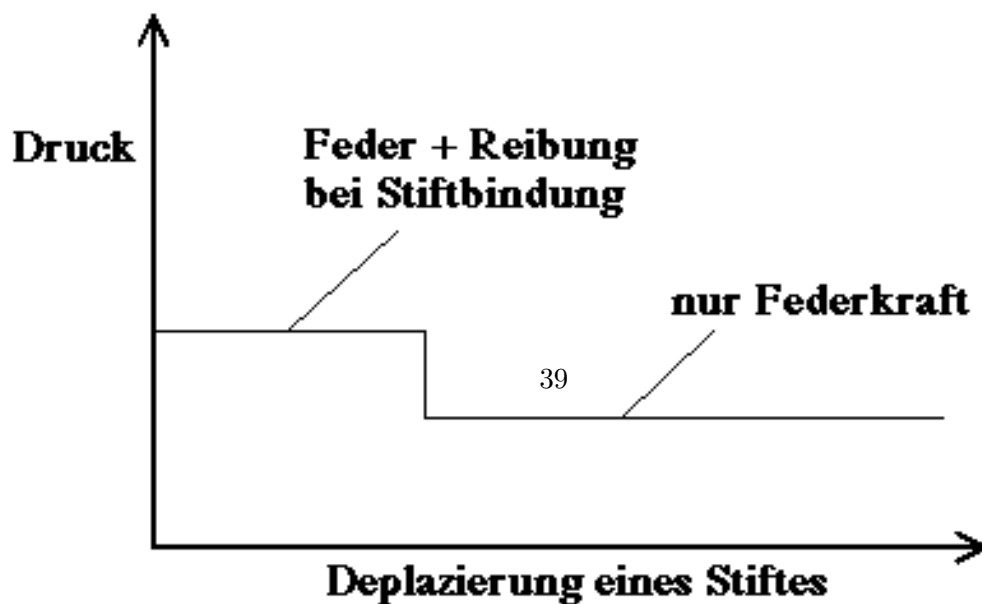 Druck
Feder + Reibung
bei Stiftbindung
nur Federkraft
39
Deplazierung eines Stiftes